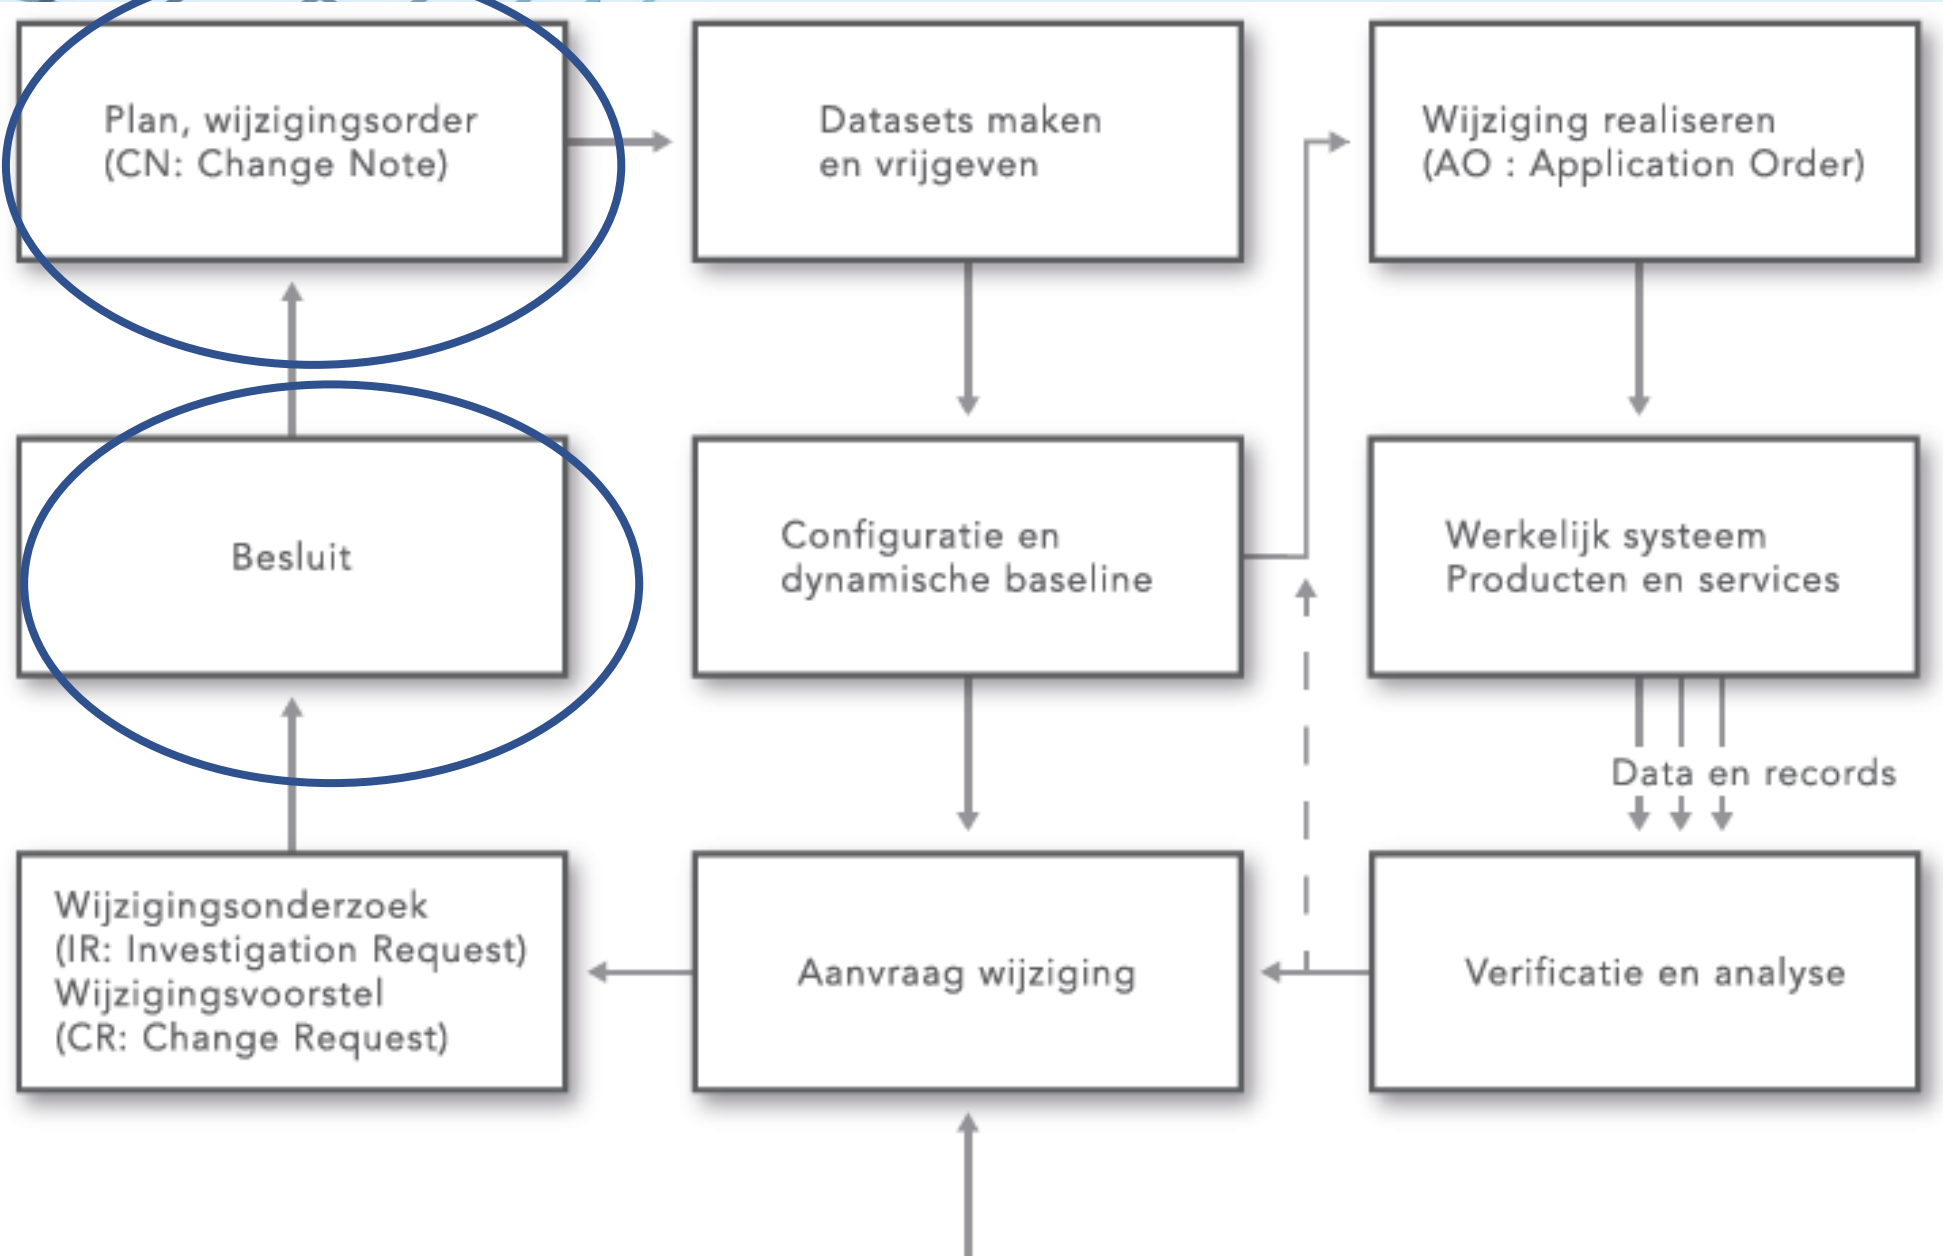 Plan, wijzigingsorder
(CN: Change Note)
Datasets maken
en vrijgeven
Wijziging realiseren
(AO : Application Order)
Besluit
Configuratie en
dynamische baseline
Werkelijk systeem
Producten en services
Data en records
Wijzigingsonderzoek
(IR: Investigation Request)
Wijzigingsvoorstel
(CR: Change Request)
Aanvraag wijziging
Verificatie en analyse